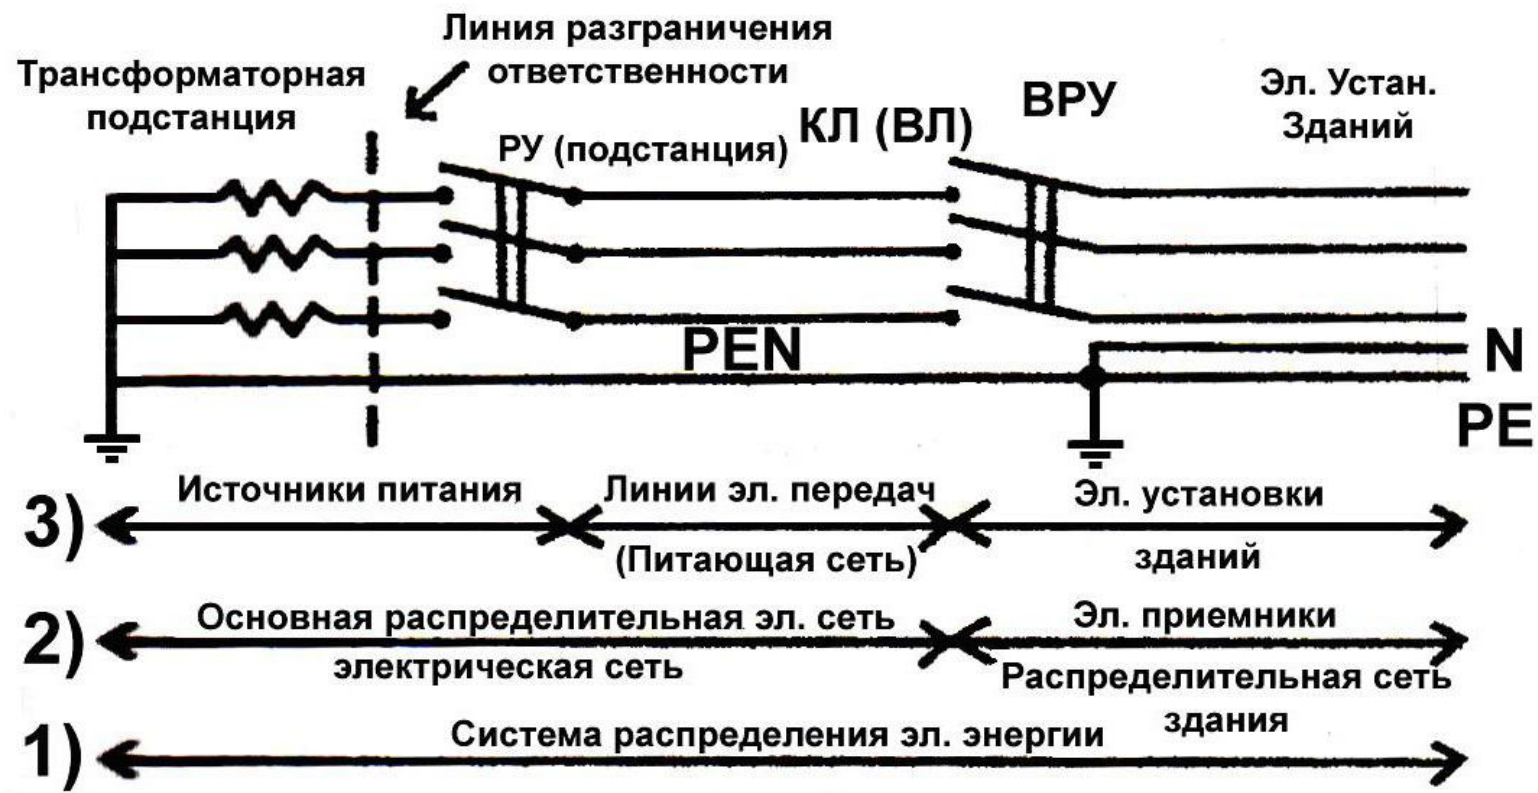 Линия разграничения
ответственности
Трансформаторная
подстанция
РУ (подстанция)
КЛ (ВЛ)
ВРУ
Эл. Устан.
Зданий
PEN
N
PE
3)
Источники питания
Линии эл. передач
(Питающая сеть)
Эл. установки
зданий
2)
Основная распределительная эл. сеть
электрическая сеть
Эл. приемники
Распределительная сеть
здания
1)
Система распределения эл. энергии